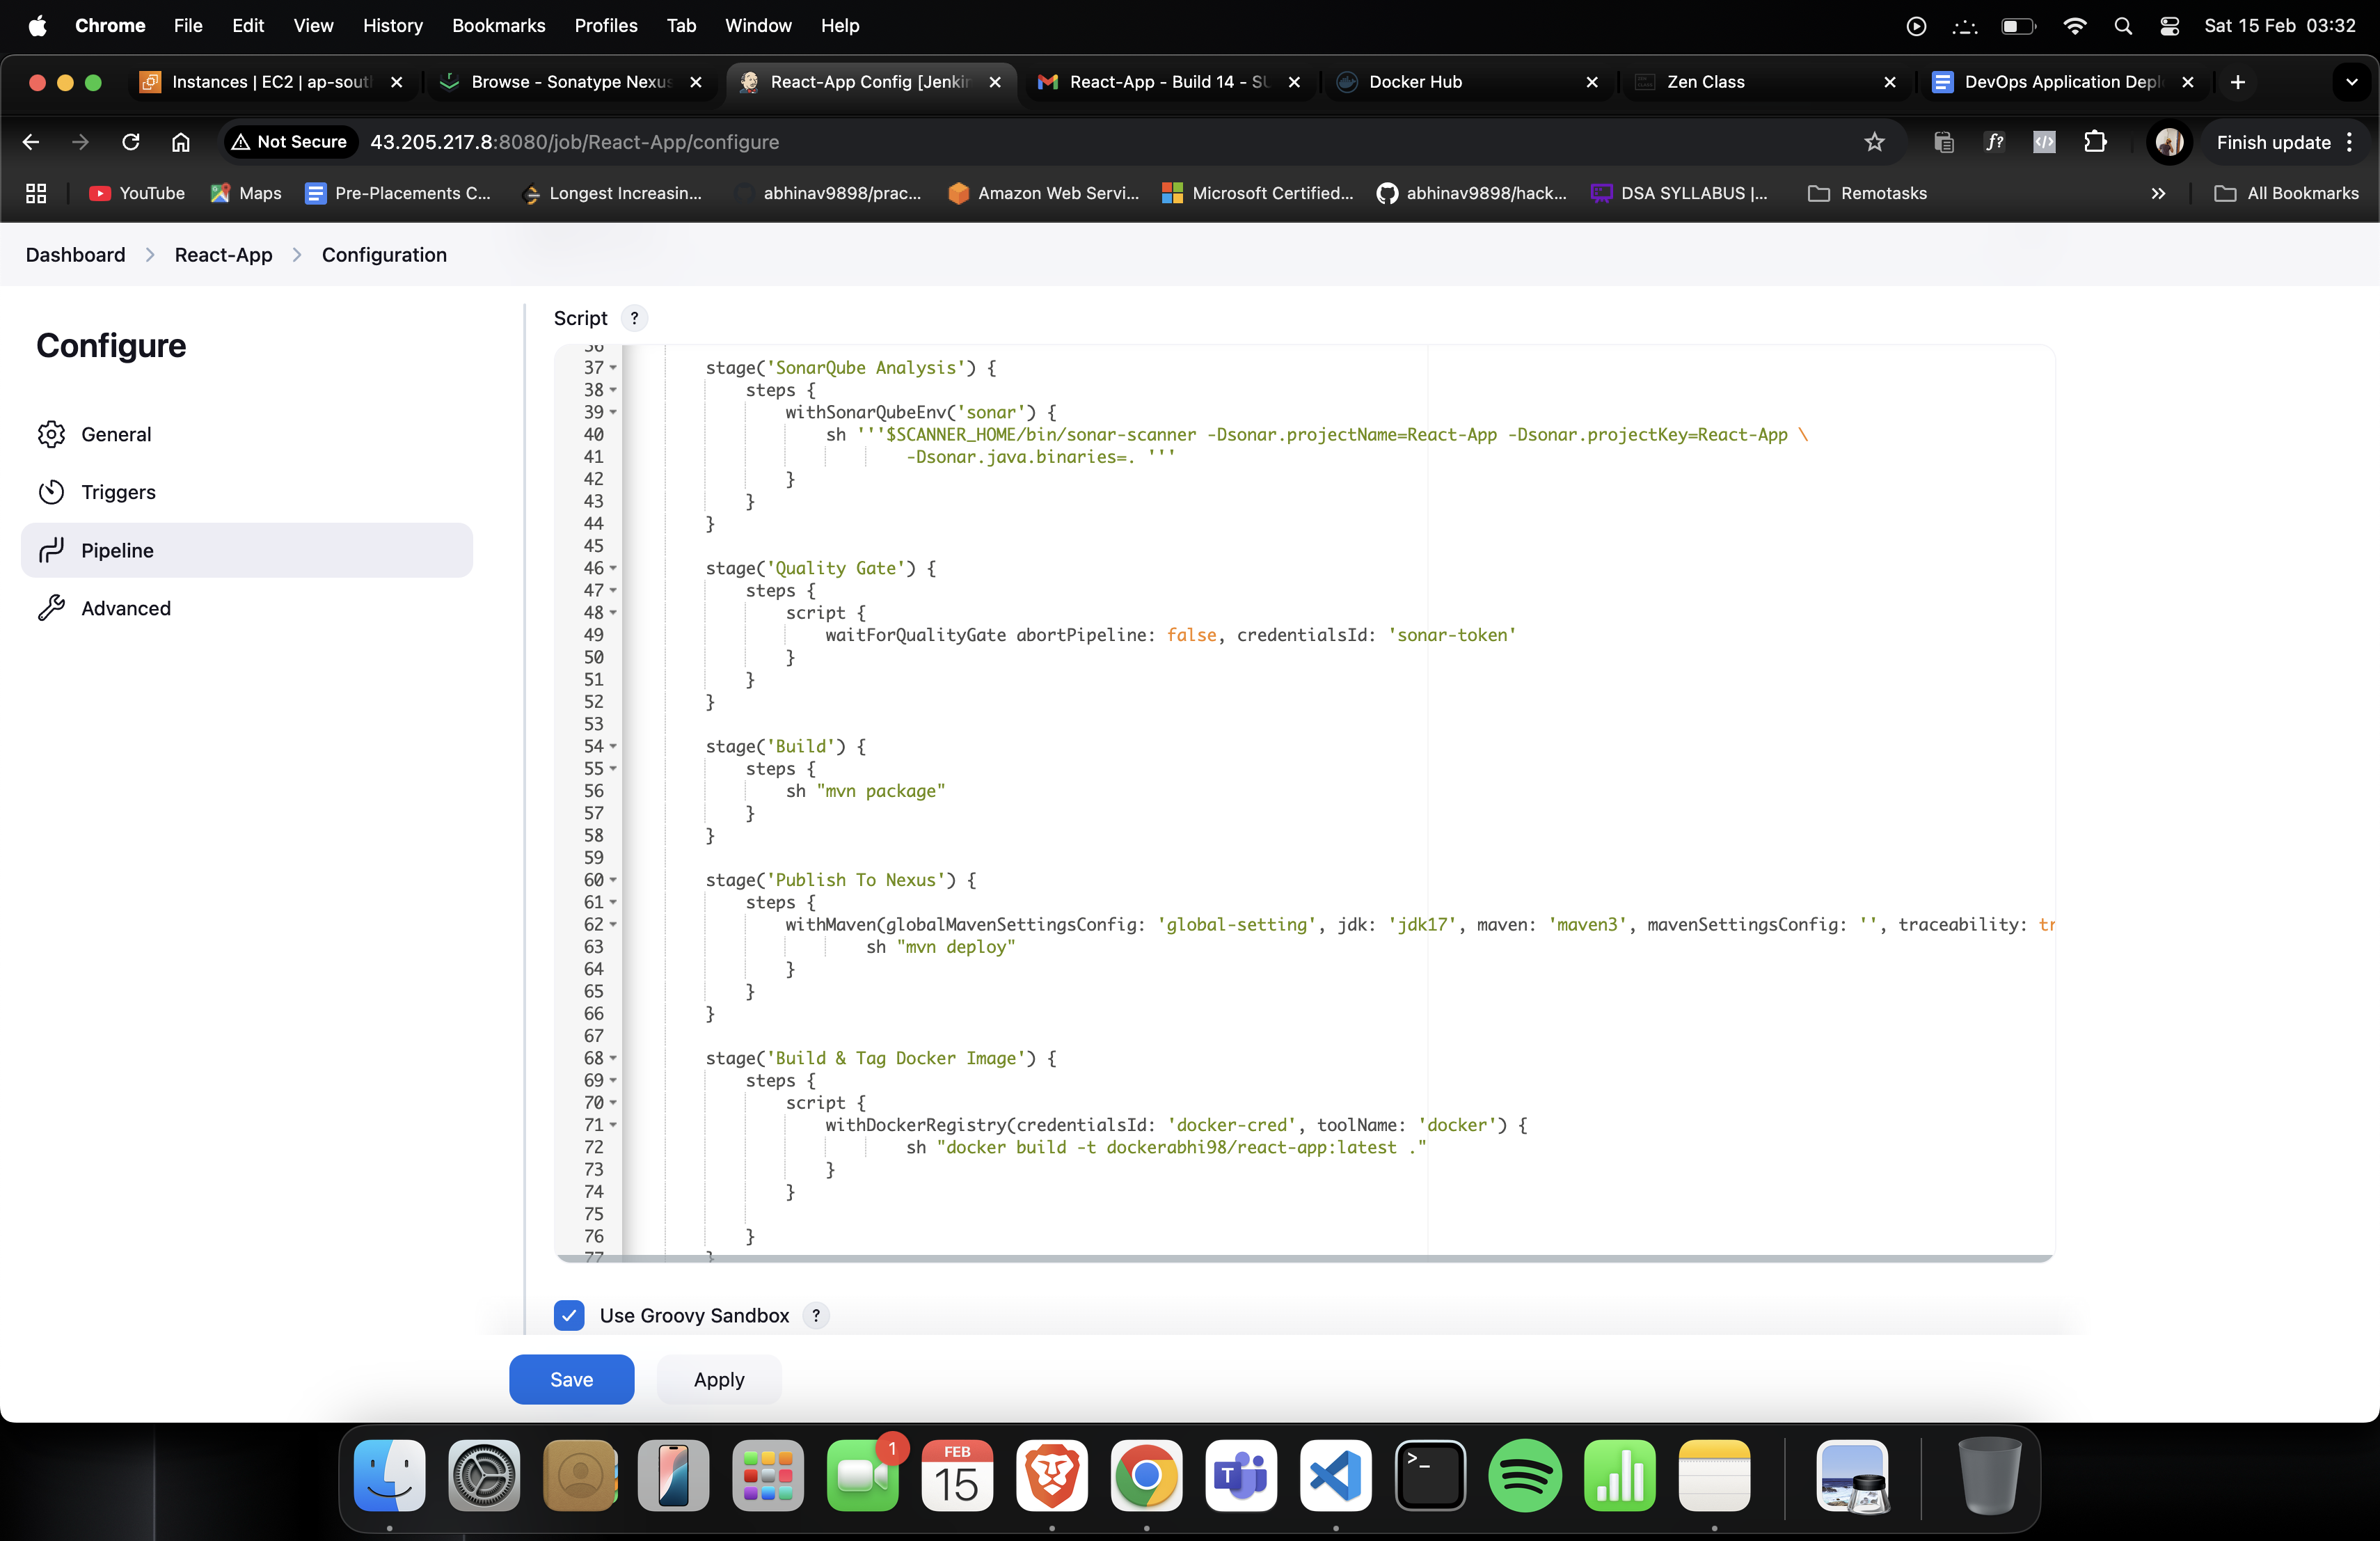 Chrome File Edit View History Bookmarks Profiles Tab Window Help Sat 15 Feb 03:32
Instances | EC2 | ap-sout Browse - Sonatype Nexus React-App Config [Jenkin React-App - Build 14 - SU Docker Hub Zen Class DevOps Application Depl
Not Secure 43.205.217.8:8080/job/React-App/configure Finish update
YouTube Maps Pre-Placements C... Longest Increasin... abhinav9898/prac... Amazon Web Servi... Microsoft Certified... abhinav9898/hack... DSA SYLLABUS |... Remotasks All Bookmarks
Dashboard React-App Configuration
Configure
General
Triggers
Pipeline
Advanced
Script ?
36
37 stage('SonarQube Analysis') {
38 steps {
39 withSonarQubeEnv('sonar') {
40 sh '''$SCANNER_HOME/bin/sonar-scanner -Dsonar.projectName=React-App -Dsonar.projectKey=React-App \
41 -Dsonar.java.binaries=. '''
42 }
43 }
44 }
45
46 stage('Quality Gate') {
47 steps {
48 script {
49 waitForQualityGate abortPipeline: false, credentialsId: 'sonar-token'
50 }
51 }
52 }
53
54 stage('Build') {
55 steps {
56 sh "mvn package"
57 }
58 }
59
60 stage('Publish To Nexus') {
61 steps {
62 withMaven(globalMavenSettingsConfig: 'global-setting', jdk: 'jdk17', maven: 'maven3', mavenSettingsConfig: '', traceability: tr
63 sh "mvn deploy"
64 }
65 }
66 }
67
68 stage('Build & Tag Docker Image') {
69 steps {
70 script {
71 withDockerRegistry(credentialsId: 'docker-cred', toolName: 'docker') {
72 sh "docker build -t dockerabhi98/react-app:latest ."
73 }
74 }
75
76 }
77 }
Use Groovy Sandbox ?
Save Apply
1
FEB
15